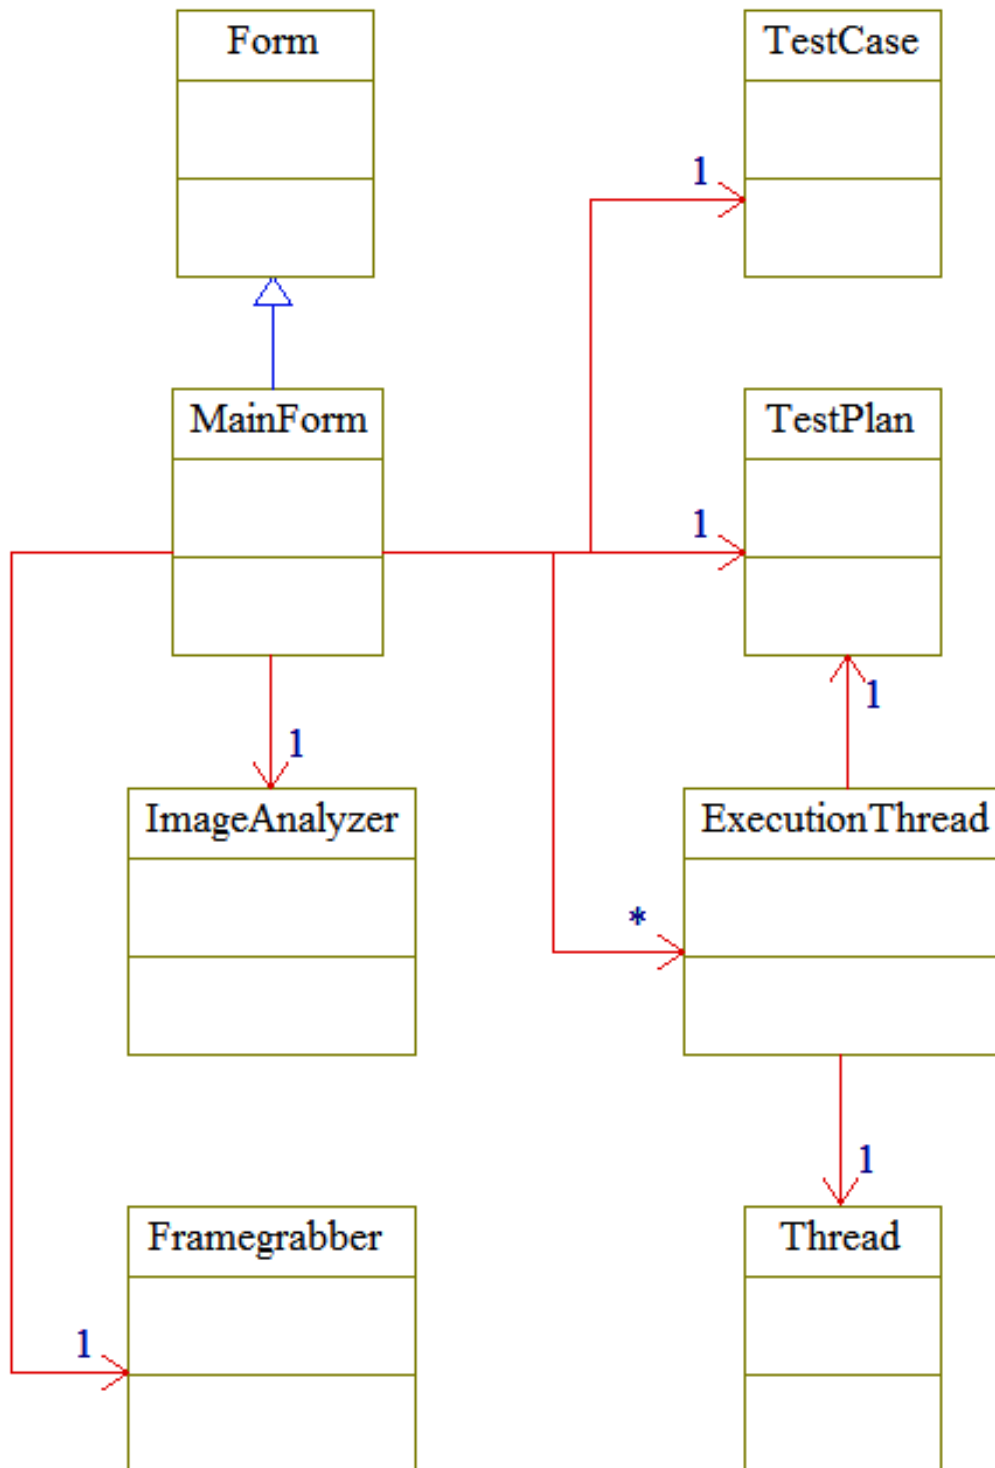 Form
TestCase
1
MainForm
TestPlan
1
1
1
ImageAnalyzer
ExecutionThread
*
1
Framegrabber
Thread
1